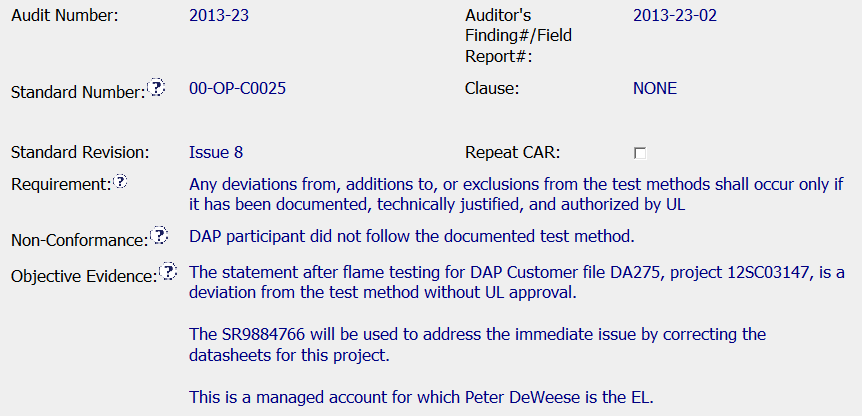 Audit Number: 2013-23 Auditor's Finding#/Field Report#: 2013-23-02
Standard Number: ? 00-OP-C0025 Clause: NONE
Standard Revision: Issue 8 Repeat CAR:
Requirement: ? Any deviations from, additions to, or exclusions from the test methods shall occur only if
it has been documented, technically justified, and authorized by UL
Non-Conformance: ? DAP participant did not follow the documented test method.
Objective Evidence: ? The statement after flame testing for DAP Customer file DA275, project 12SC03147, is a
deviation from the test method without UL approval.
The SR9884766 will be used to address the immediate issue by correcting the
datasheets for this project.
This is a managed account for which Peter DeWeese is the EL.